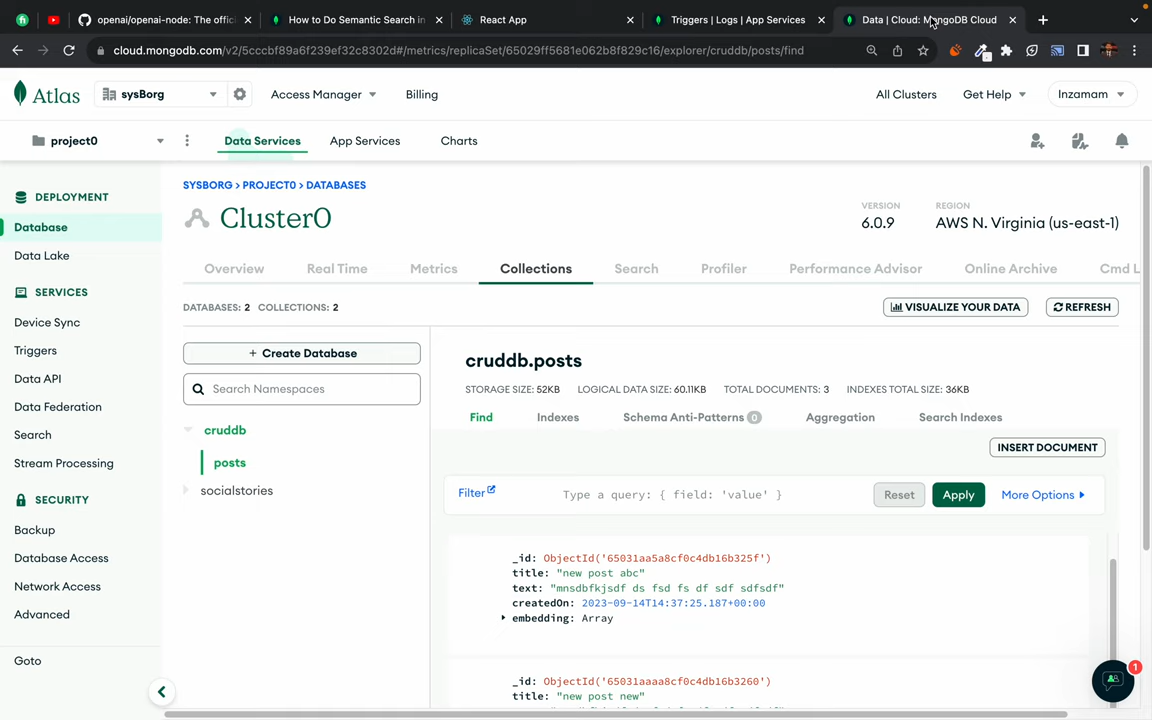 openai/openai-node: The offici
How to Do Semantic Search in
React App
Triggers | Logs | App Services
Data | Cloud: MongoDB Cloud
cloud.mongodb.com/v2/5cccbf89a6f239ef32c8302d#/metrics/replicaSet/65029ff5681e062b8f829c16/explorer/cruddb/posts/find
Atlas
sysBorg
Access Manager
Billing
All Clusters
Get Help
Inzamam
project0
Data Services
App Services
Charts
DEPLOYMENT
Database
Data Lake
SERVICES
Device Sync
Triggers
Data API
Data Federation
Search
Stream Processing
SECURITY
Backup
Database Access
Network Access
Advanced
Goto
SYSBORG > PROJECT0 > DATABASES
Cluster0
VERSION
6.0.9
REGION
AWS N. Virginia (us-east-1)
Overview
Real Time
Metrics
Collections
Search
Profiler
Performance Advisor
Online Archive
Cmd L
DATABASES: 2 COLLECTIONS: 2
VISUALIZE YOUR DATA
REFRESH
+ Create Database
Search Namespaces
cruddb
posts
socialstories
cruddb.posts
STORAGE SIZE: 52KB LOGICAL DATA SIZE: 60.11KB TOTAL DOCUMENTS: 3 INDEXES TOTAL SIZE: 36KB
Find
Indexes
Schema Anti-Patterns 0
Aggregation
Search Indexes
INSERT DOCUMENT
Filter
Type a query: { field: 'value' }
Reset
Apply
More Options
_id: ObjectId('65031aa5a8cf0c4db16b325f')
title: "new post abc"
text: "mnsdbfkjsdf ds fsd fs df sdf sdfsdf"
createdOn: 2023-09-14T14:37:25.187+00:00
embedding: Array
_id: ObjectId('65031aaaa8cf0c4db16b3260')
title: "new post new"
1